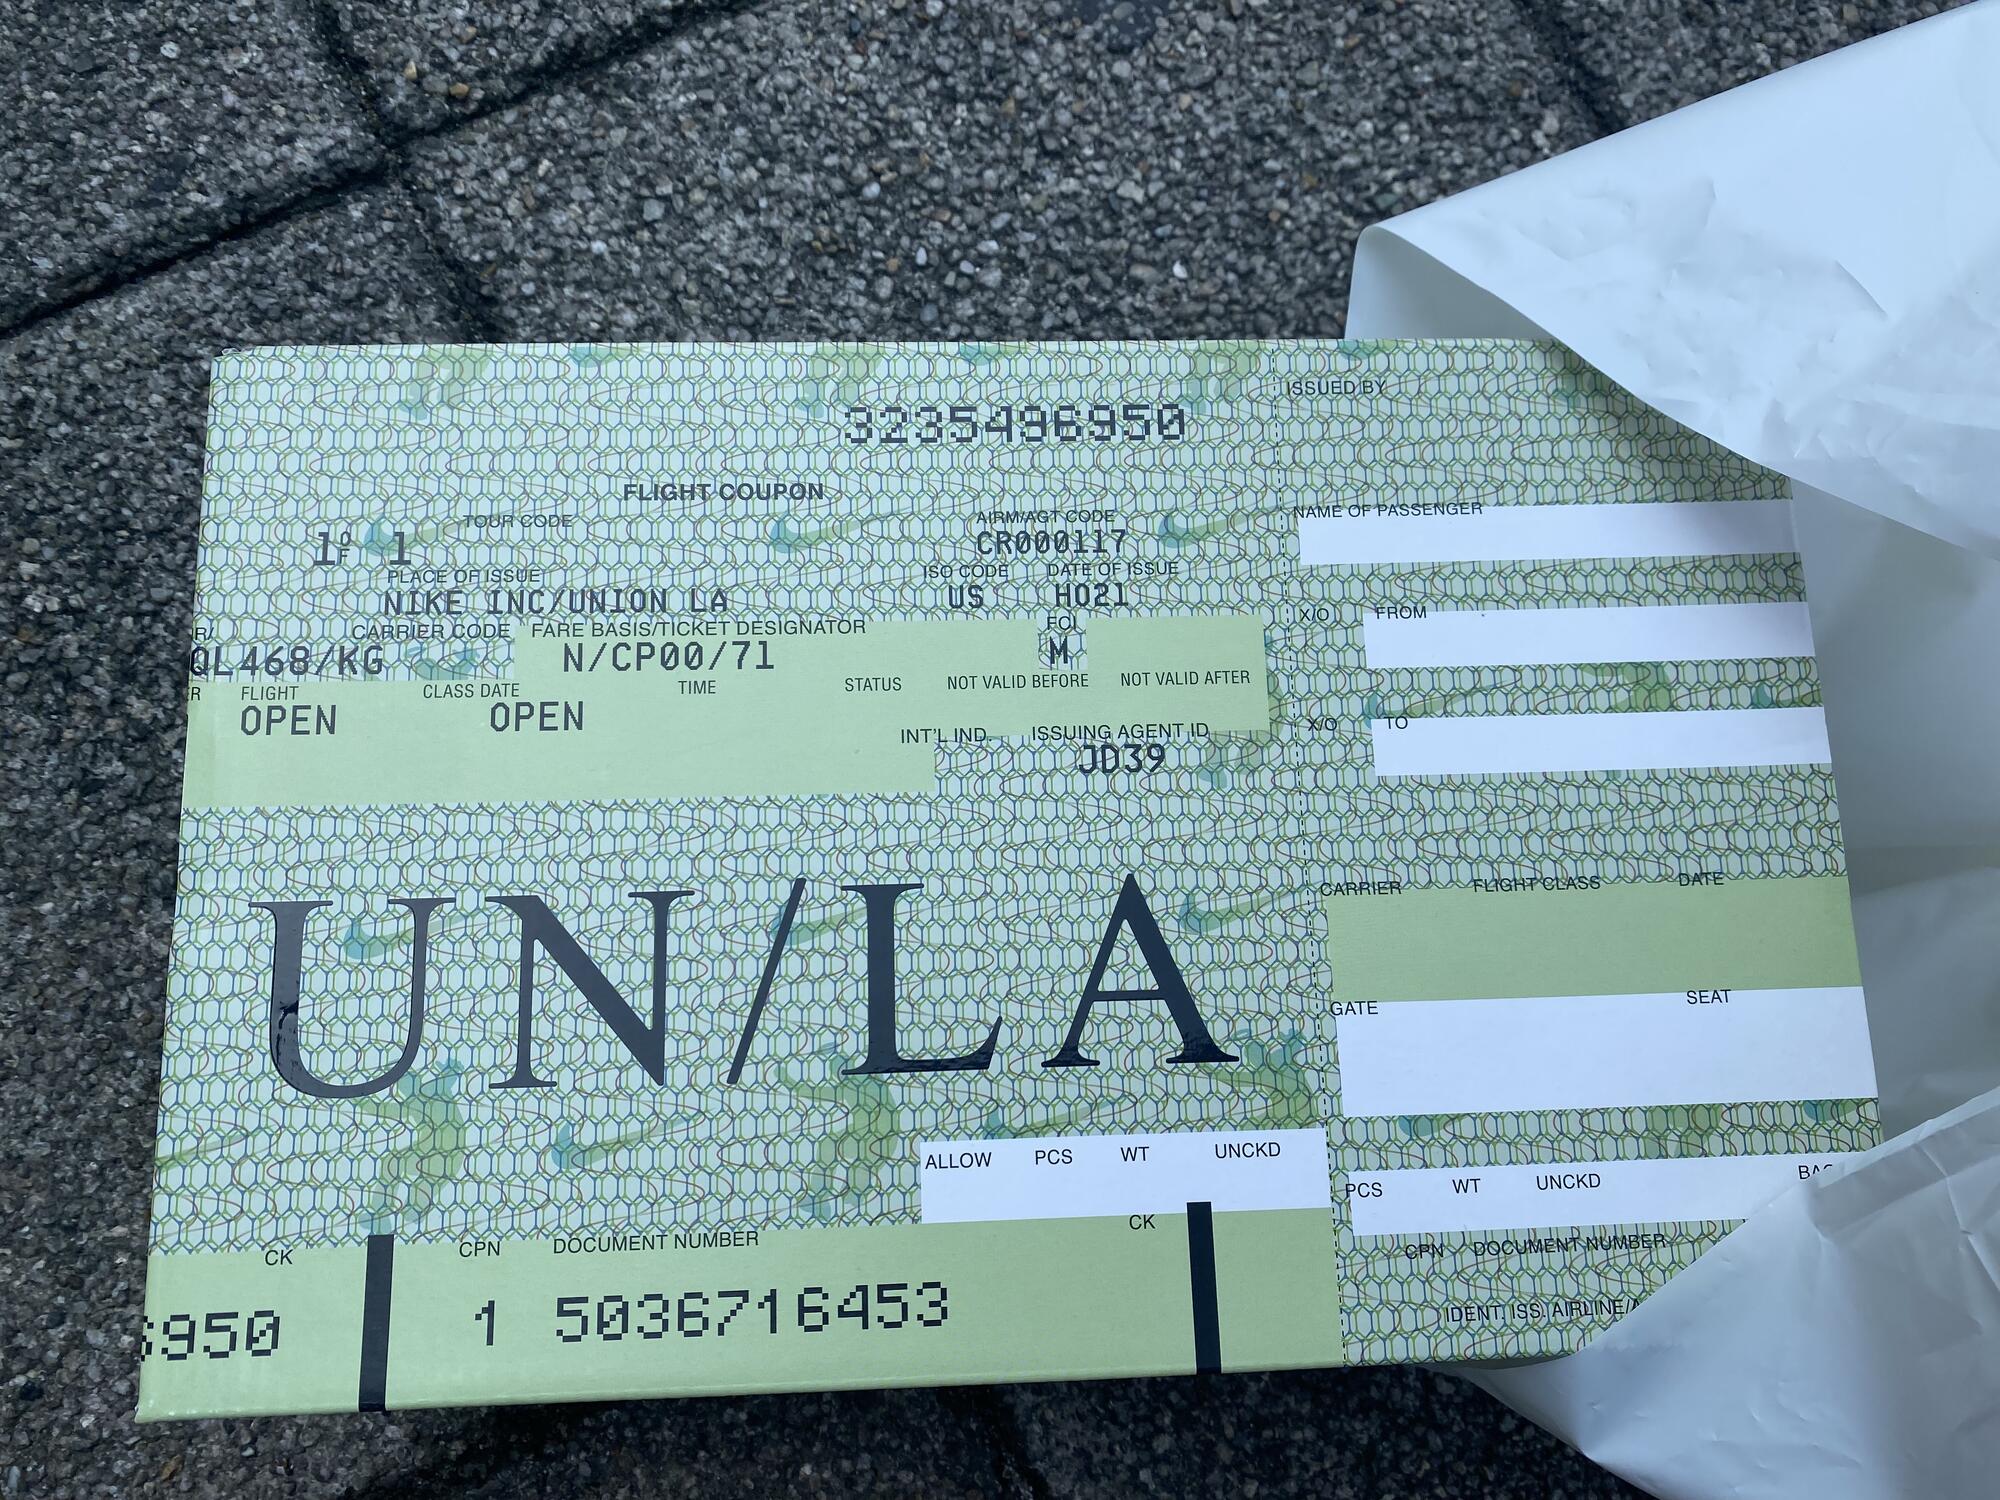 3235496950
ISSUED BY
FLIGHT COUPON
TOUR CODE
AIRM/AGT CODE
NAME OF PASSENGER
1 OF 1
CR000117
PLACE OF ISSUE
ISO CODE
DATE OF ISSUE
NIKE INC/UNION LA
US
HO21
X/O
FROM
R/
CARRIER CODE
FARE BASIS/TICKET DESIGNATOR
FCI
QL468/KG
N/CP00/71
M
R
FLIGHT
CLASS DATE
TIME
STATUS
NOT VALID BEFORE
NOT VALID AFTER
OPEN
OPEN
X/O
TO
INT'L IND.
ISSUING AGENT ID
JD39
UN/LA
CARRIER
FLIGHT CLASS
DATE
GATE
SEAT
ALLOW PCS WT UNCKD
PCS WT UNCKD
CK
CPN
DOCUMENT NUMBER
CK
CPN
DOCUMENT NUMBER
6950
1
5036716453
IDENT. ISS. AIRLINE/